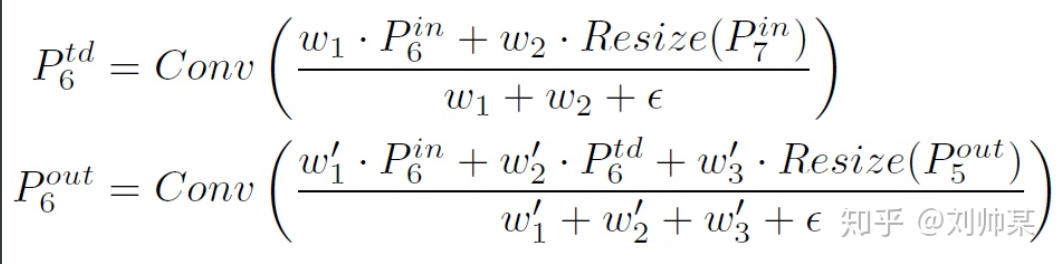 P_6^{td} = Conv\left(\frac{w_1 \cdot P_6^{in} + w_2 \cdot Resize(P_7^{in})}{w_1 + w_2 + \epsilon}\right)
P_6^{out} = Conv\left(\frac{w'_1 \cdot P_6^{in} + w'_2 \cdot P_6^{td} + w'_3 \cdot Resize(P_5^{out})}{w'_1 + w'_2 + w'_3 + \epsilon}\right)
知乎 @刘帅某